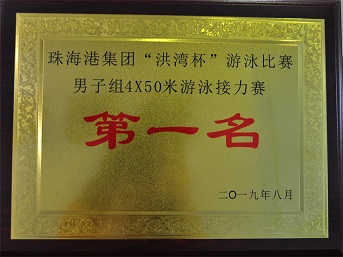 珠海港集团“洪湾杯”游泳比赛
男子组4X50米游泳接力赛
第一名
二O一九年八月